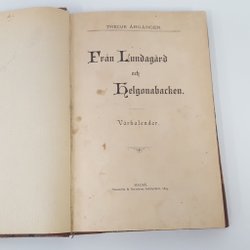 TREDJE ÅRGÅNGEN.
Från Lundagård
och
Helgonabacken.
Vårkalender.